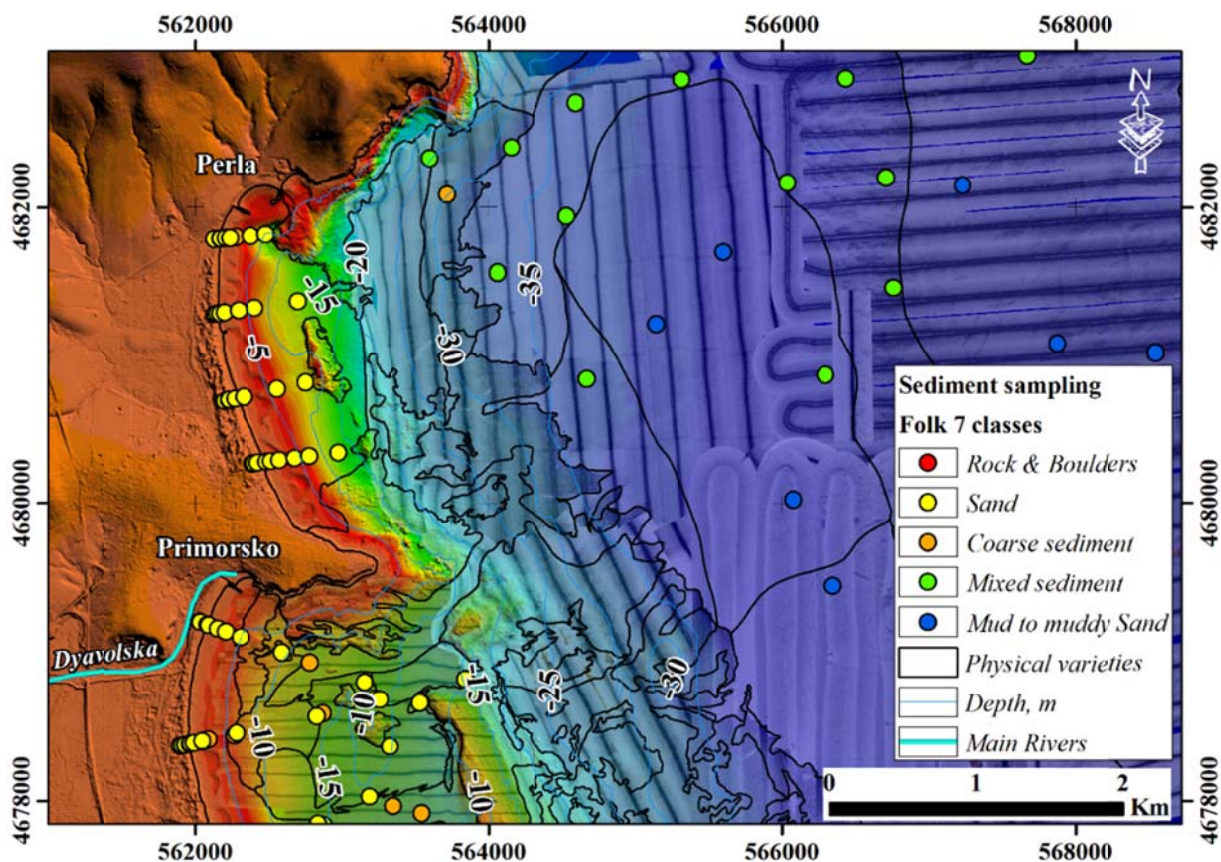 562000 564000 566000 568000
N
Perla
4682000 4682000
-20
-15
-35
-5
-30
4680000 4680000
Primorsko
Dyavolska
-15
-25
-30
-10
-10
-15
-10
4678000 4678000
Sediment sampling
Folk 7 classes
Rock & Boulders
Sand
Coarse sediment
Mixed sediment
Mud to muddy Sand
Physical varieties
Depth, m
Main Rivers
0 1 2
Km
562000 564000 566000 568000